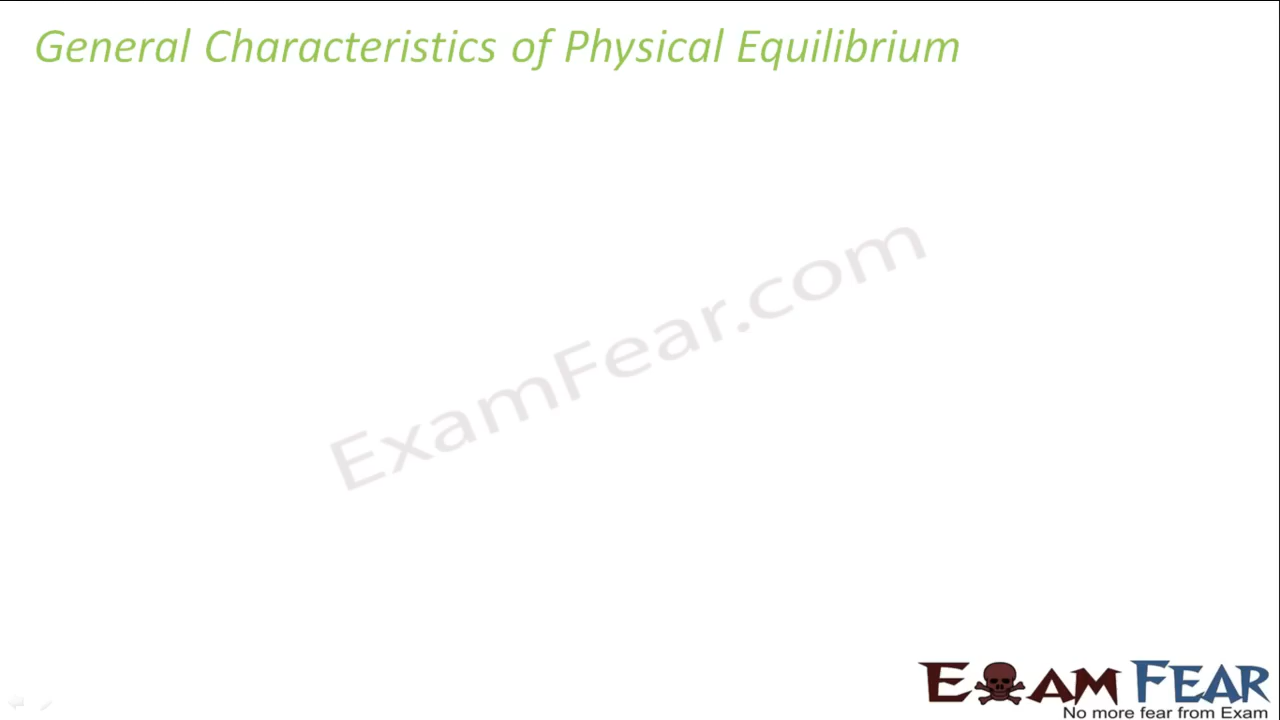 General Characteristics of Physical Equilibrium
ExamFear.com
EXAM FEAR
No more fear from Exam